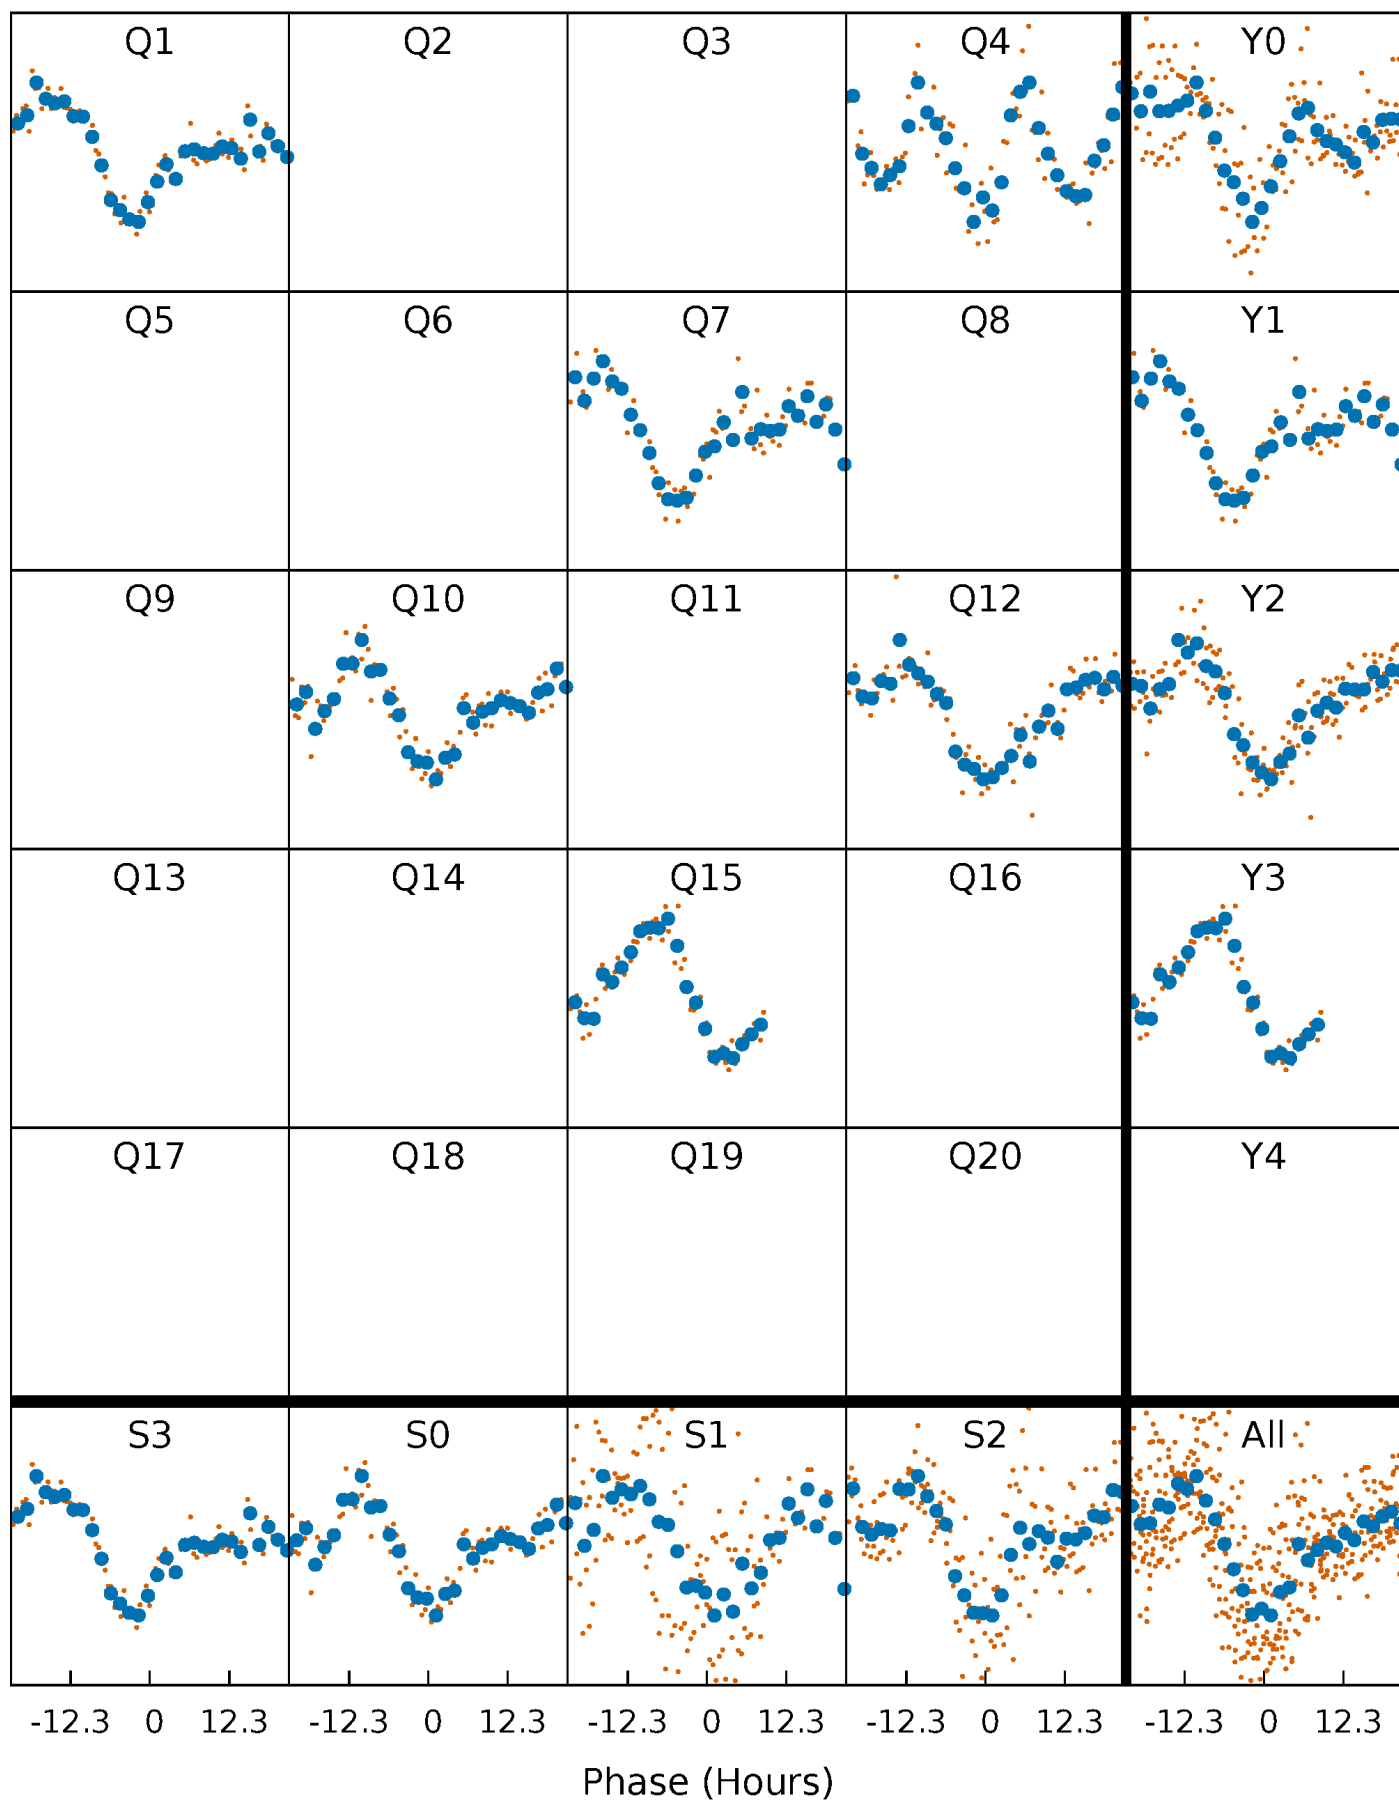 Q1 Q2 Q3 Q4 Y0
Q5 Q6 Q7 Q8 Y1
Q9 Q10 Q11 Q12 Y2
Q13 Q14 Q15 Q16 Y3
Q17 Q18 Q19 Q20 Y4
S3 S0 S1 S2 All
-12.3 0 12.3 -12.3 0 12.3 -12.3 0 12.3 -12.3 0 12.3 -12.3 0 12.3
Phase (Hours)